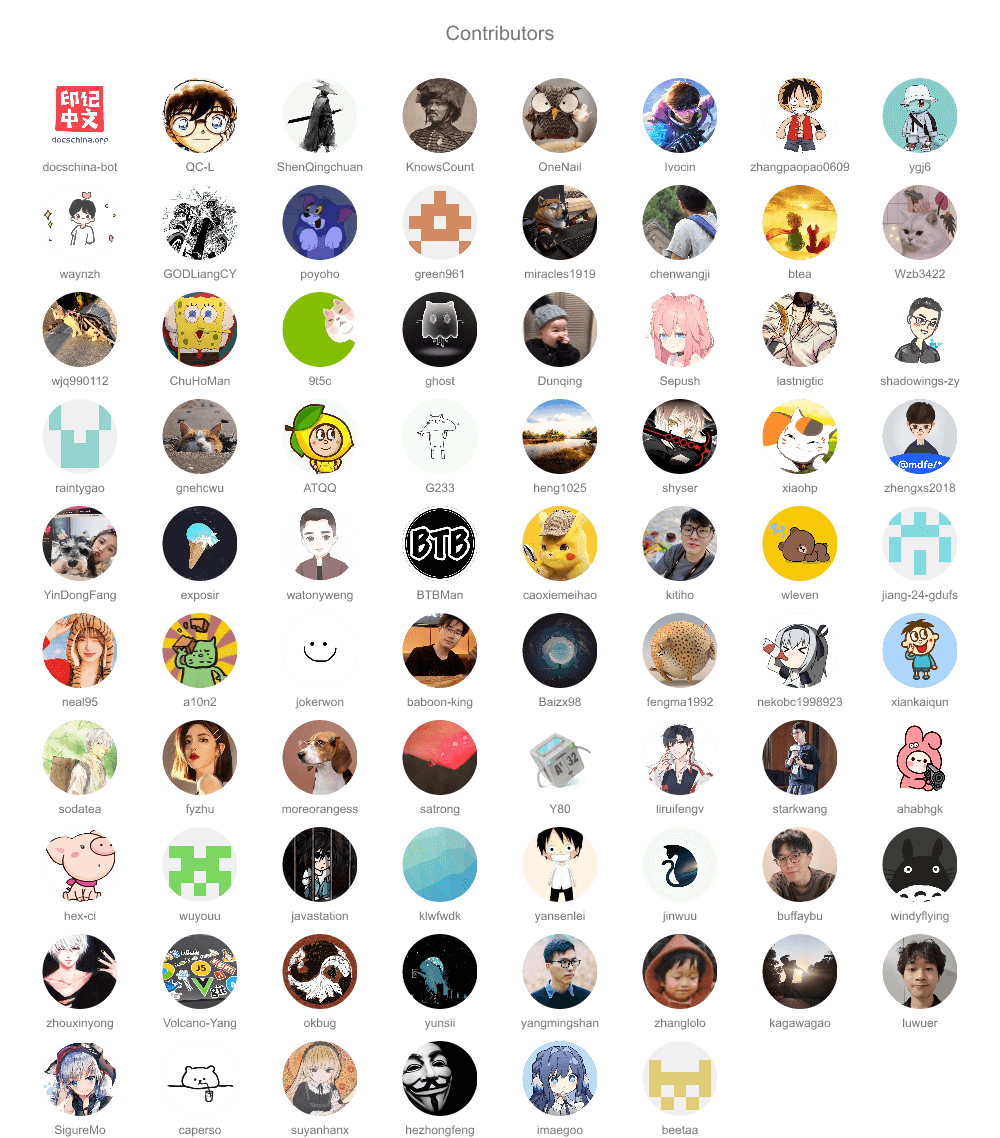 Contributors
印记
中文
docschina.org
docschina-bot
QC-L
ShenQingchuan
KnowsCount
OneNail
lvocin
zhangpaopao0609
ygj6
waynzh
GODLiangCY
poyoho
green961
miracles1919
chenwangji
btea
Wzb3422
wjq990112
ChuHoMan
9t5c
ghost
Dunqing
Sepush
lastnigtic
shadowings-zy
@mdfe/*
raintygao
gnehcwu
ATQQ
G233
heng1025
shyser
xiaohp
zhengxs2018
BTB
YinDongFang
exposir
watonyweng
BTBMan
caoxiemeihao
kitiho
wleven
jiang-24-gdufs
neal95
a10n2
jokerwon
baboon-king
Baizx98
fengma1992
nekobc1998923
xiankaiqun
sodatea
fyzhu
moreorangess
satrong
Y80
liruifengv
starkwang
ahabhgk
hex-ci
wuyouu
javastation
klwfwdk
yansenlei
jinwuu
buffaybu
windyflying
JS
zhouxinyong
Volcano-Yang
okbug
yunsii
yangmingshan
zhanglolo
kagawagao
luwuer
SigureMo
caperso
suyanhanx
hezhongfeng
imaegoo
beetaa